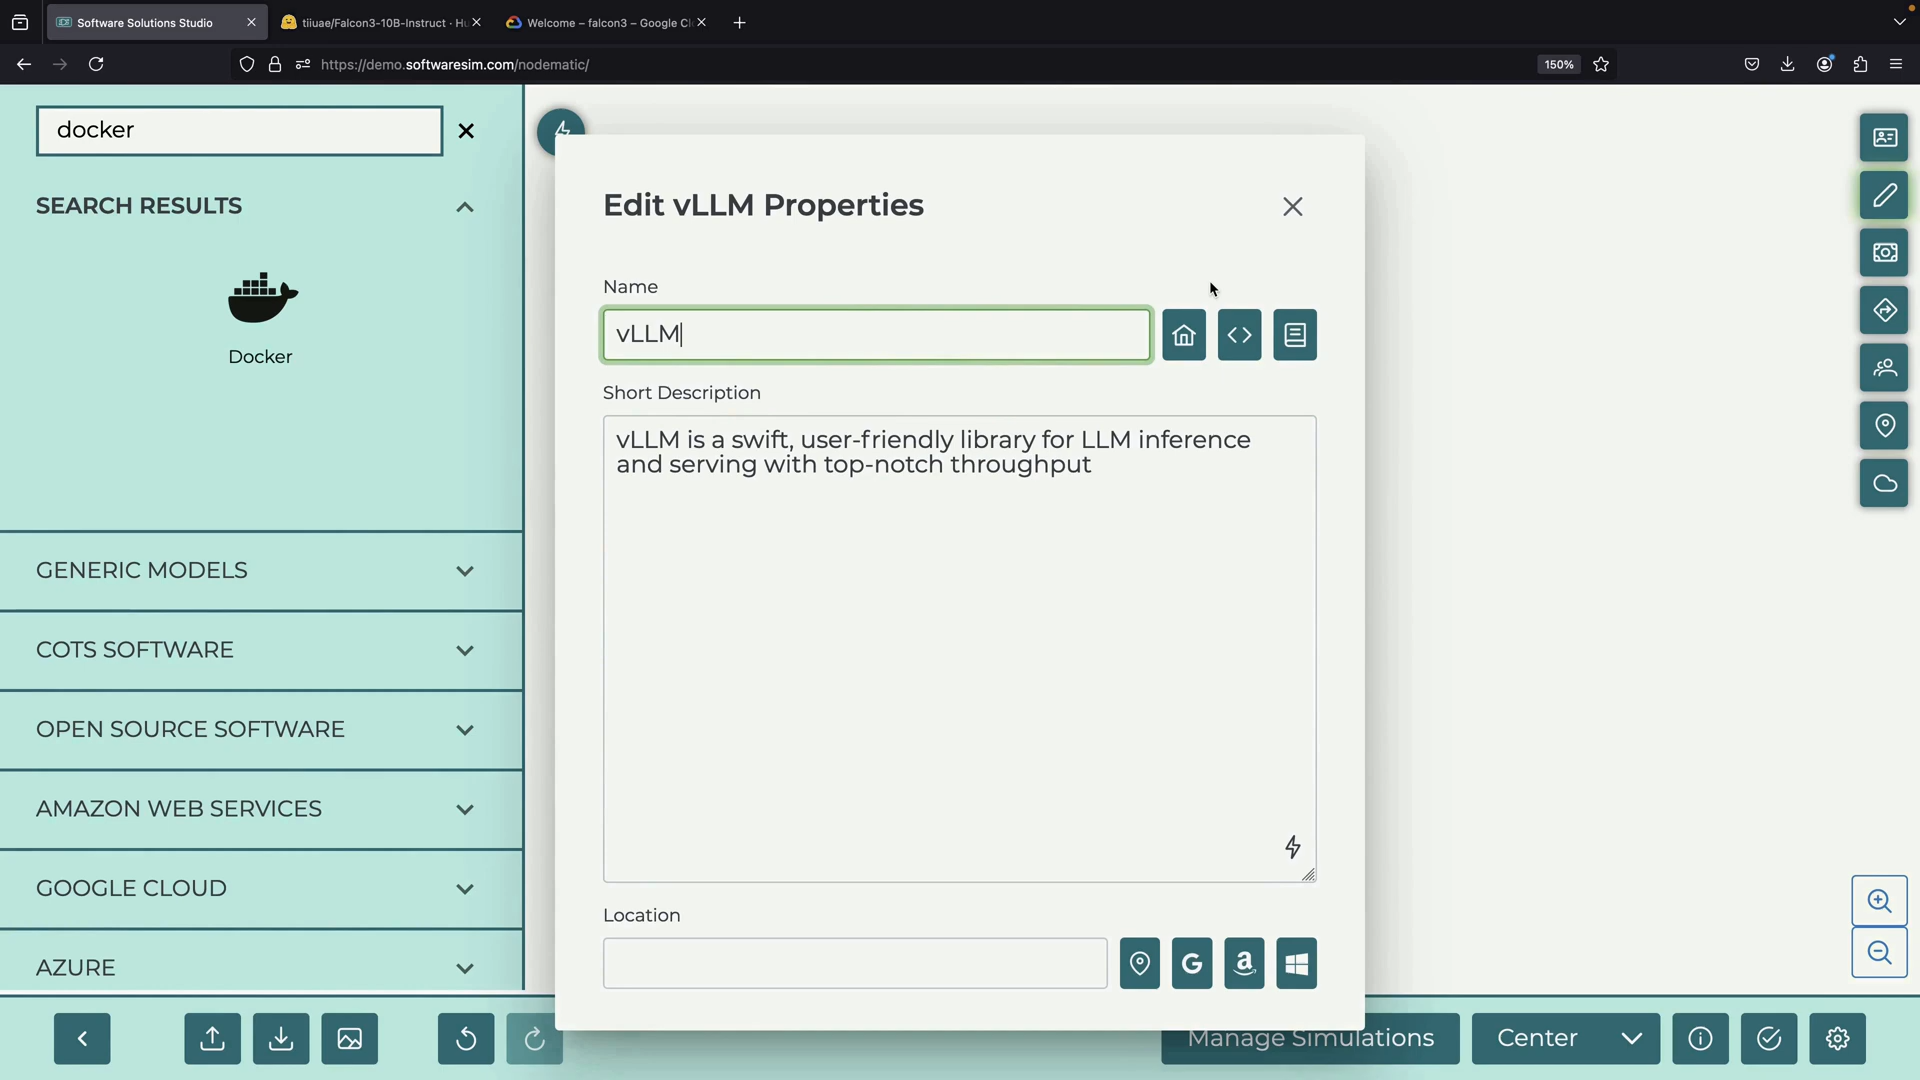 Software Solutions Studio
tiiuae/Falcon3-10B-Instruct · Hu
Welcome – falcon3 – Google Cl
https://demo.softwaresim.com/nodematic/
150%
docker
SEARCH RESULTS
Docker
GENERIC MODELS
COTS SOFTWARE
OPEN SOURCE SOFTWARE
AMAZON WEB SERVICES
GOOGLE CLOUD
AZURE
Edit vLLM Properties
Name
vLLM
Short Description
vLLM is a swift, user-friendly library for LLM inference
and serving with top-notch throughput
Location
Manage Simulations
Center